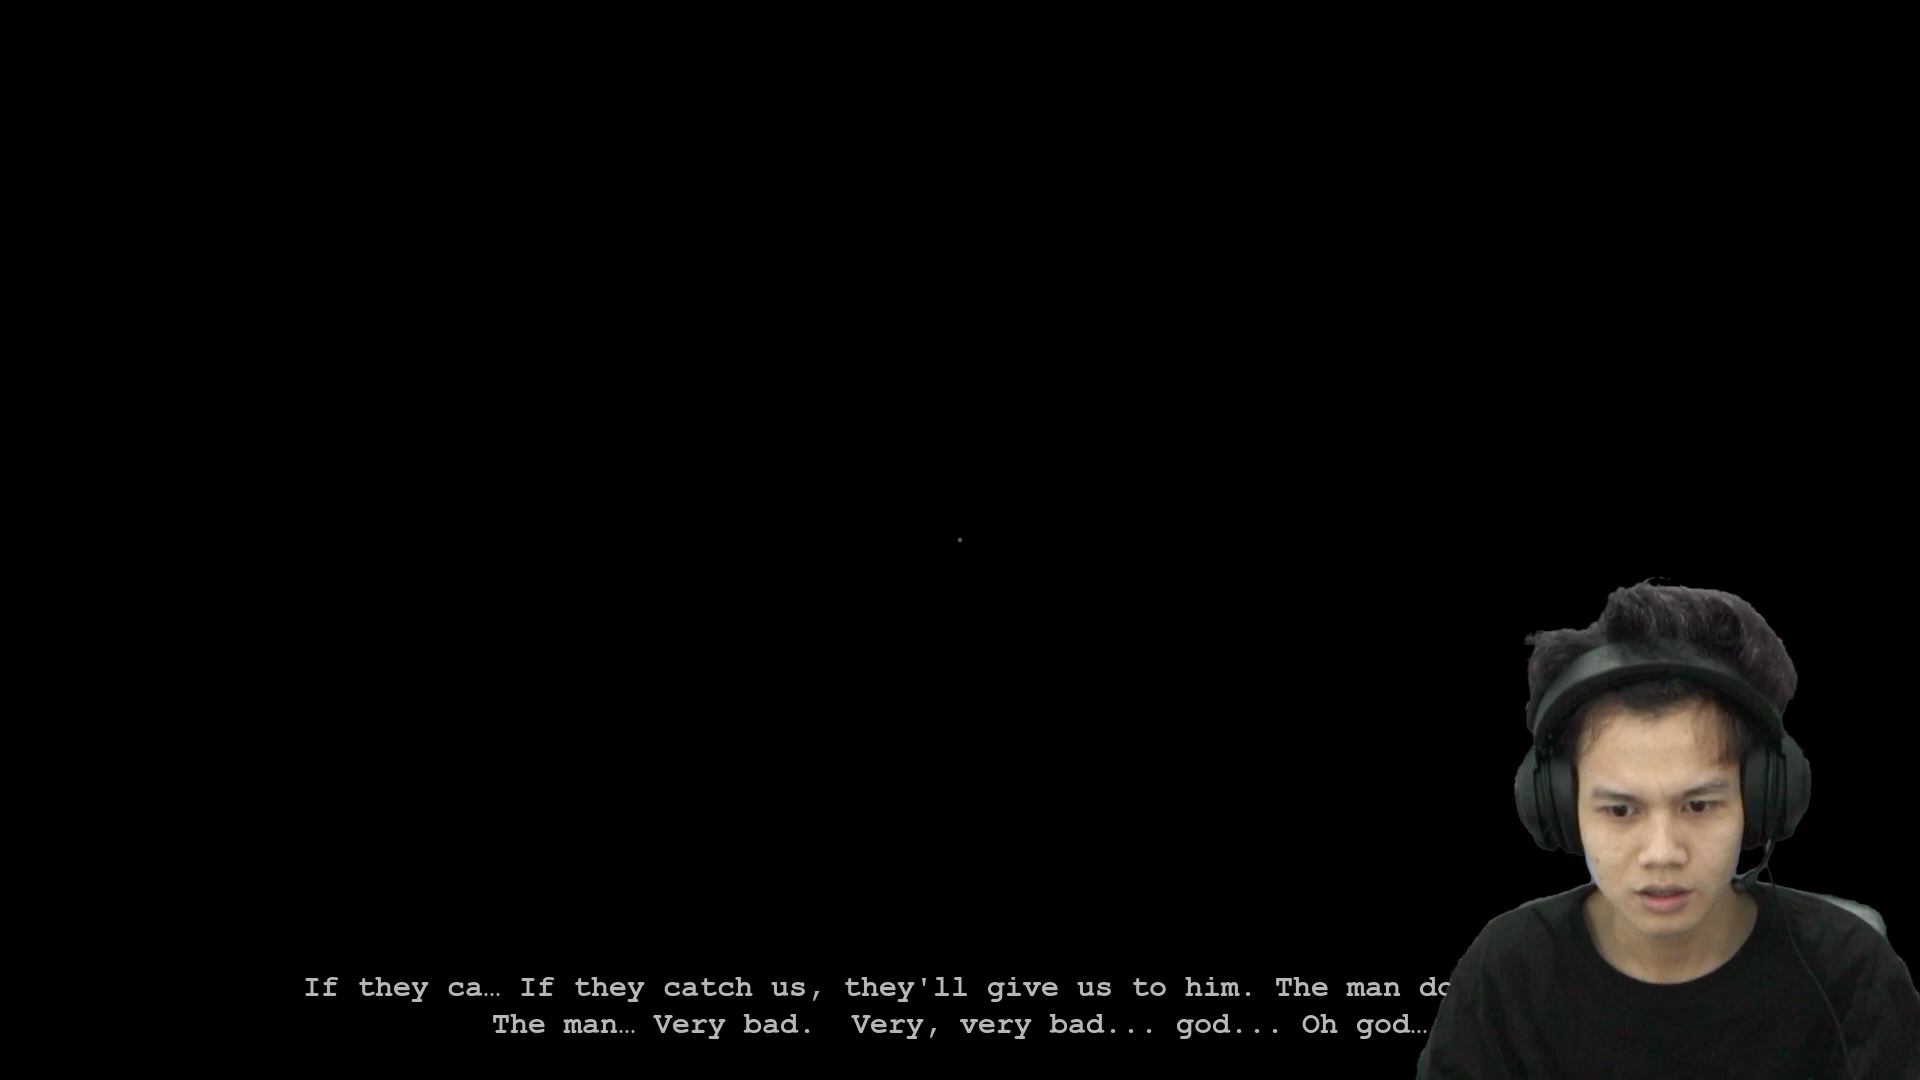 If they ca… If they catch us, they'll give us to him. The man
The man… Very bad.  Very, very bad... god... Oh god…